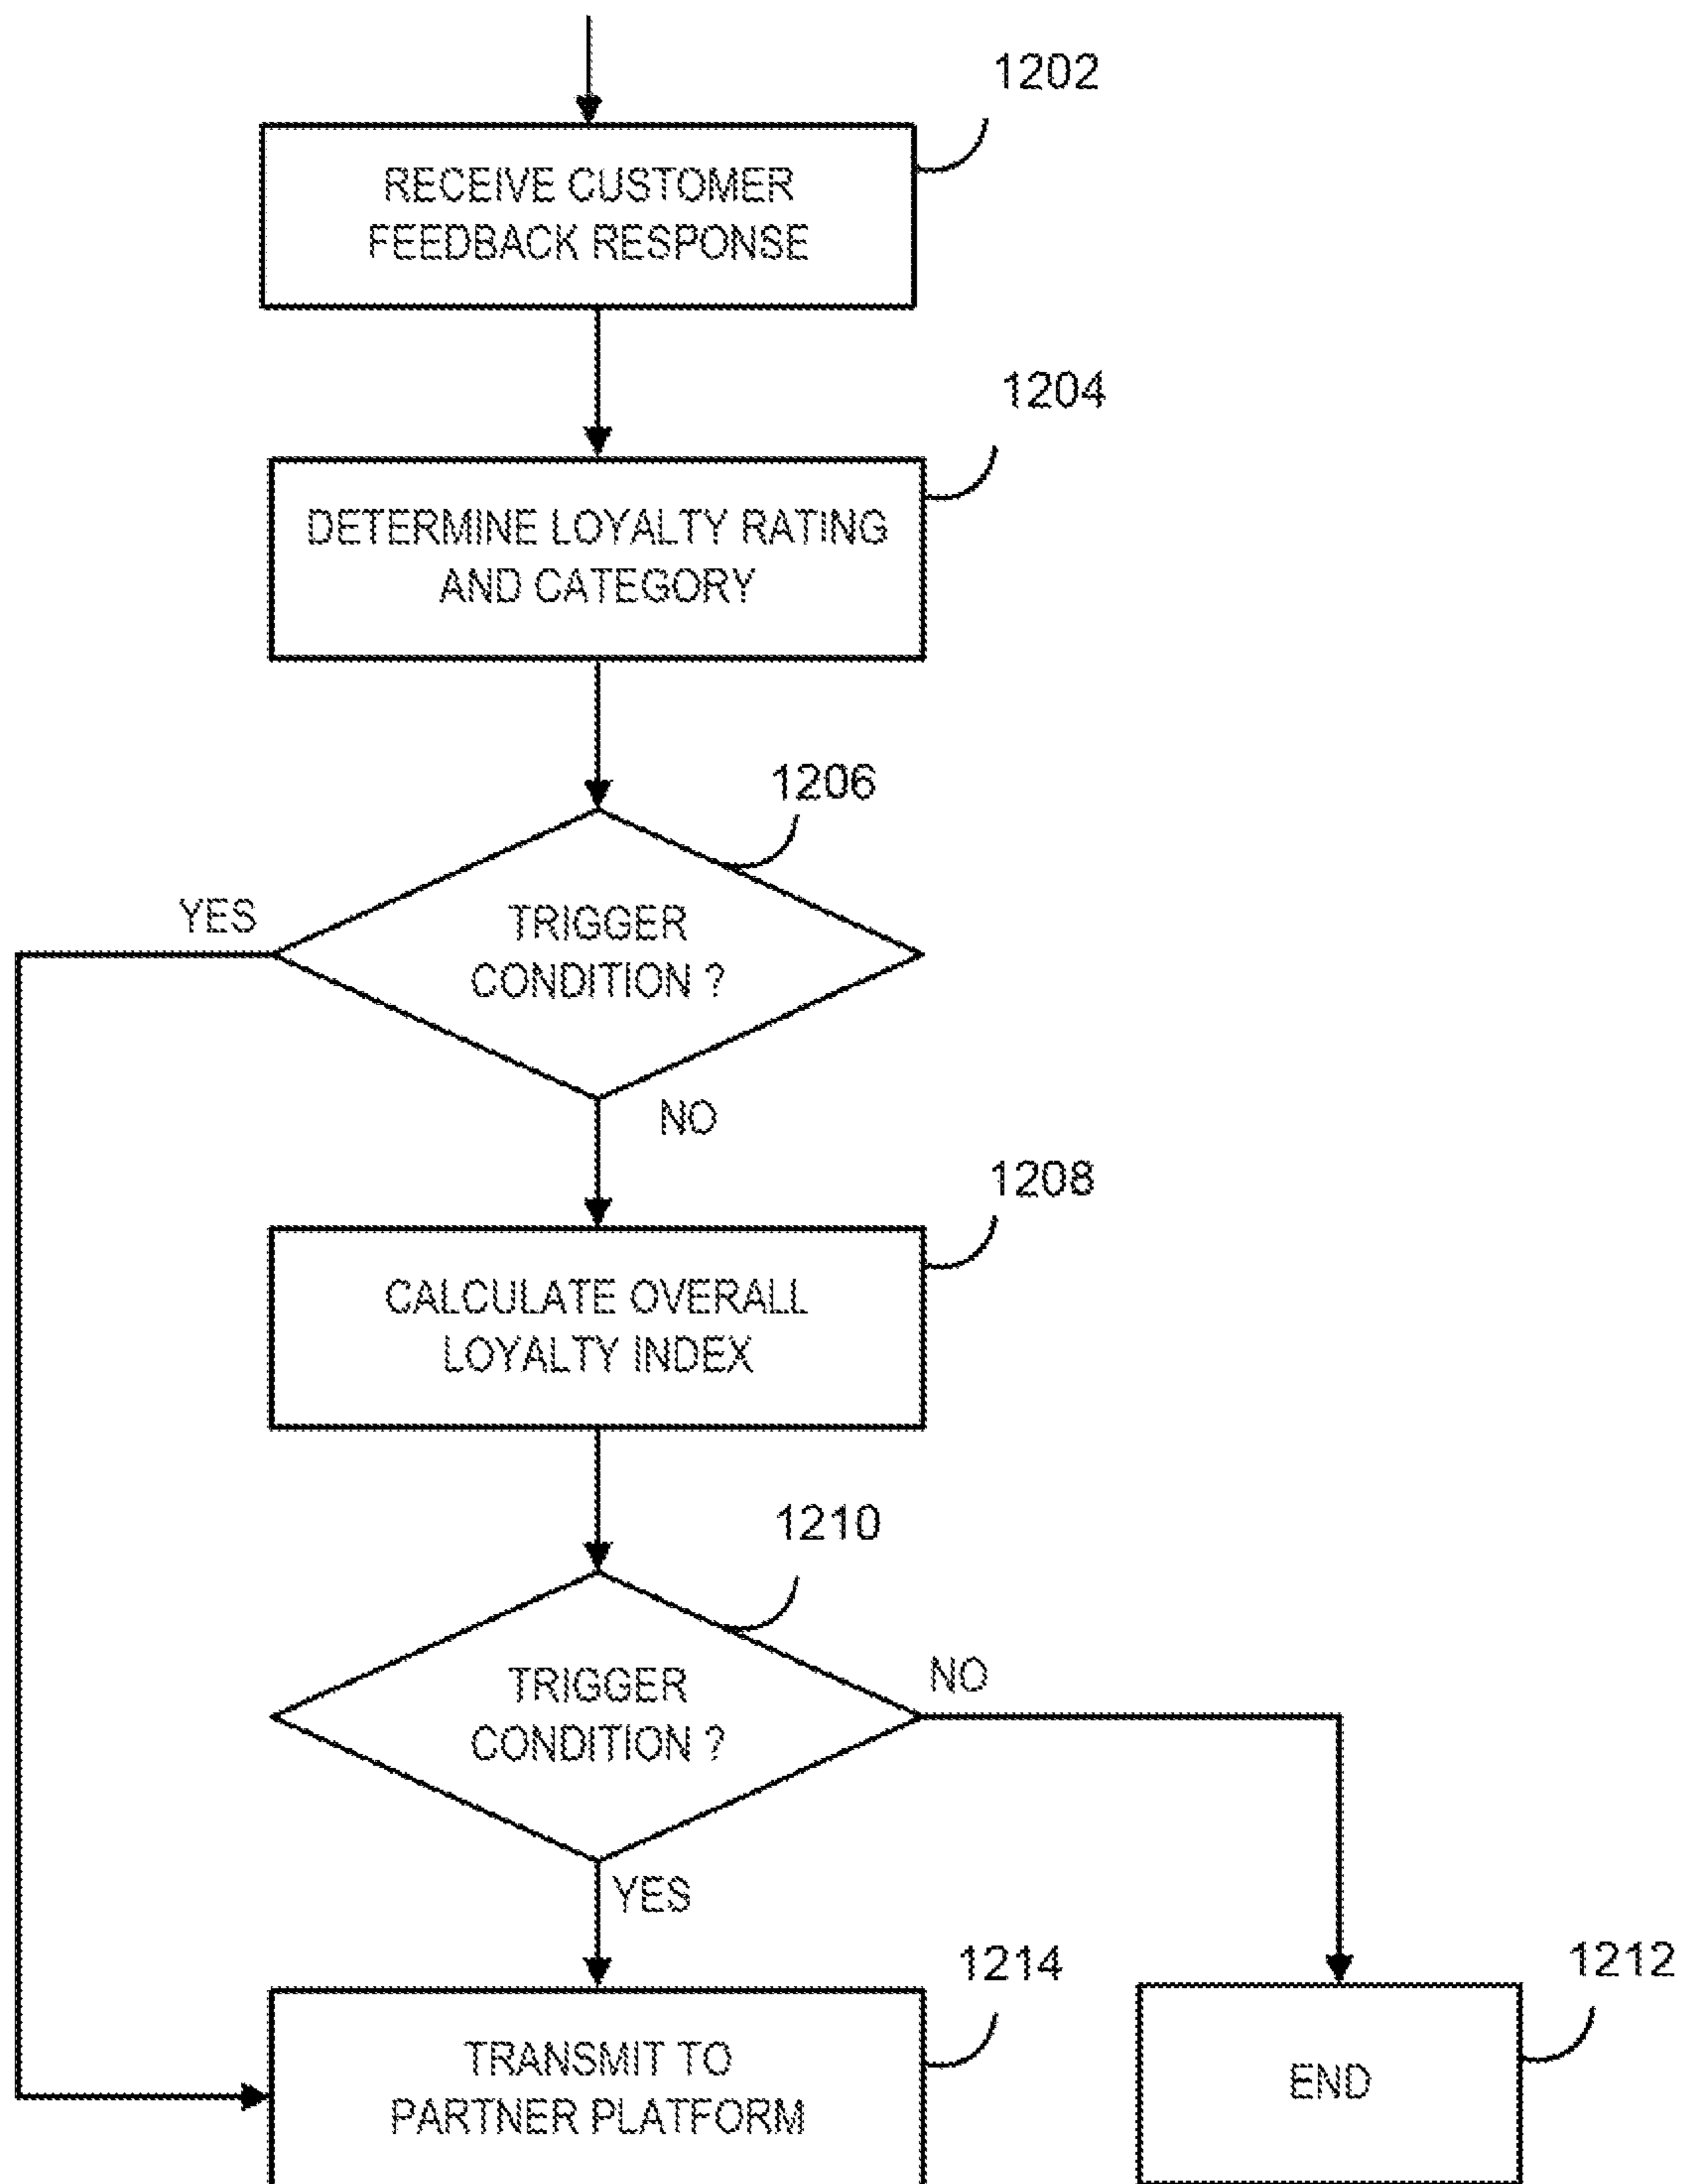 1202
RECEIVE CUSTOMER
FEEDBACK RESPONSE
1204
DETERMINE LOYALTY RATING
AND CATEGORY
1206
YES
TRIGGER
CONDITION ?
NO
1208
CALCULATE OVERALL
LOYALTY INDEX
1210
TRIGGER
CONDITION ?
NO
YES
1214
TRANSMIT TO
PARTNER PLATFORM
1212
END